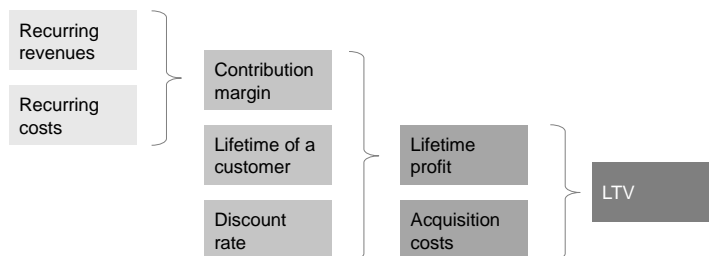 Recurring
revenues
Recurring
costs
Contribution
margin
Lifetime of a
customer
Discount
rate
Lifetime
profit
Acquisition
costs
LTV